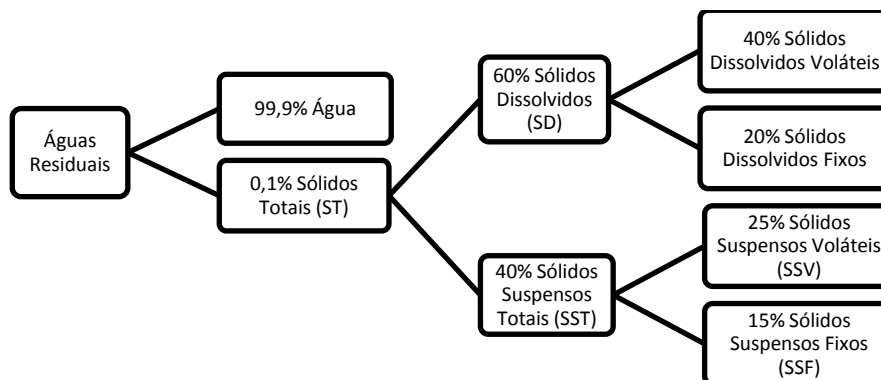 Águas
Residuais
99,9% Água
0,1% Sólidos
Totais (ST)
60% Sólidos
Dissolvidos
(SD)
40% Sólidos
Suspensos
Totais (SST)
40% Sólidos
Dissolvidos Voláteis
20% Sólidos
Dissolvidos Fixos
25% Sólidos
Suspensos Voláteis
(SSV)
15% Sólidos
Suspensos Fixos
(SSF)